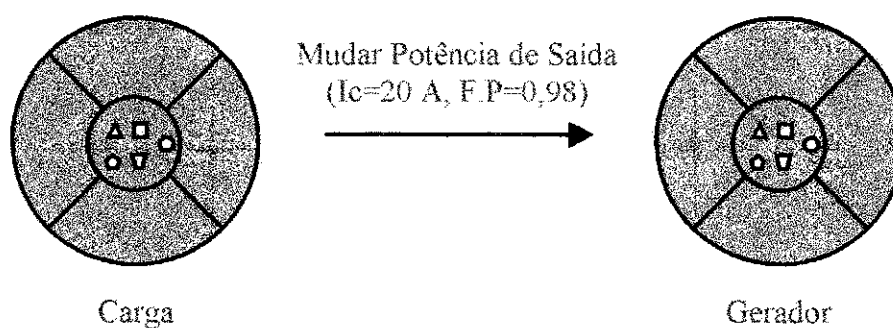 Mudar Potência de Saída
(Ic=20 A, F.P=0,98)
Carga
Gerador